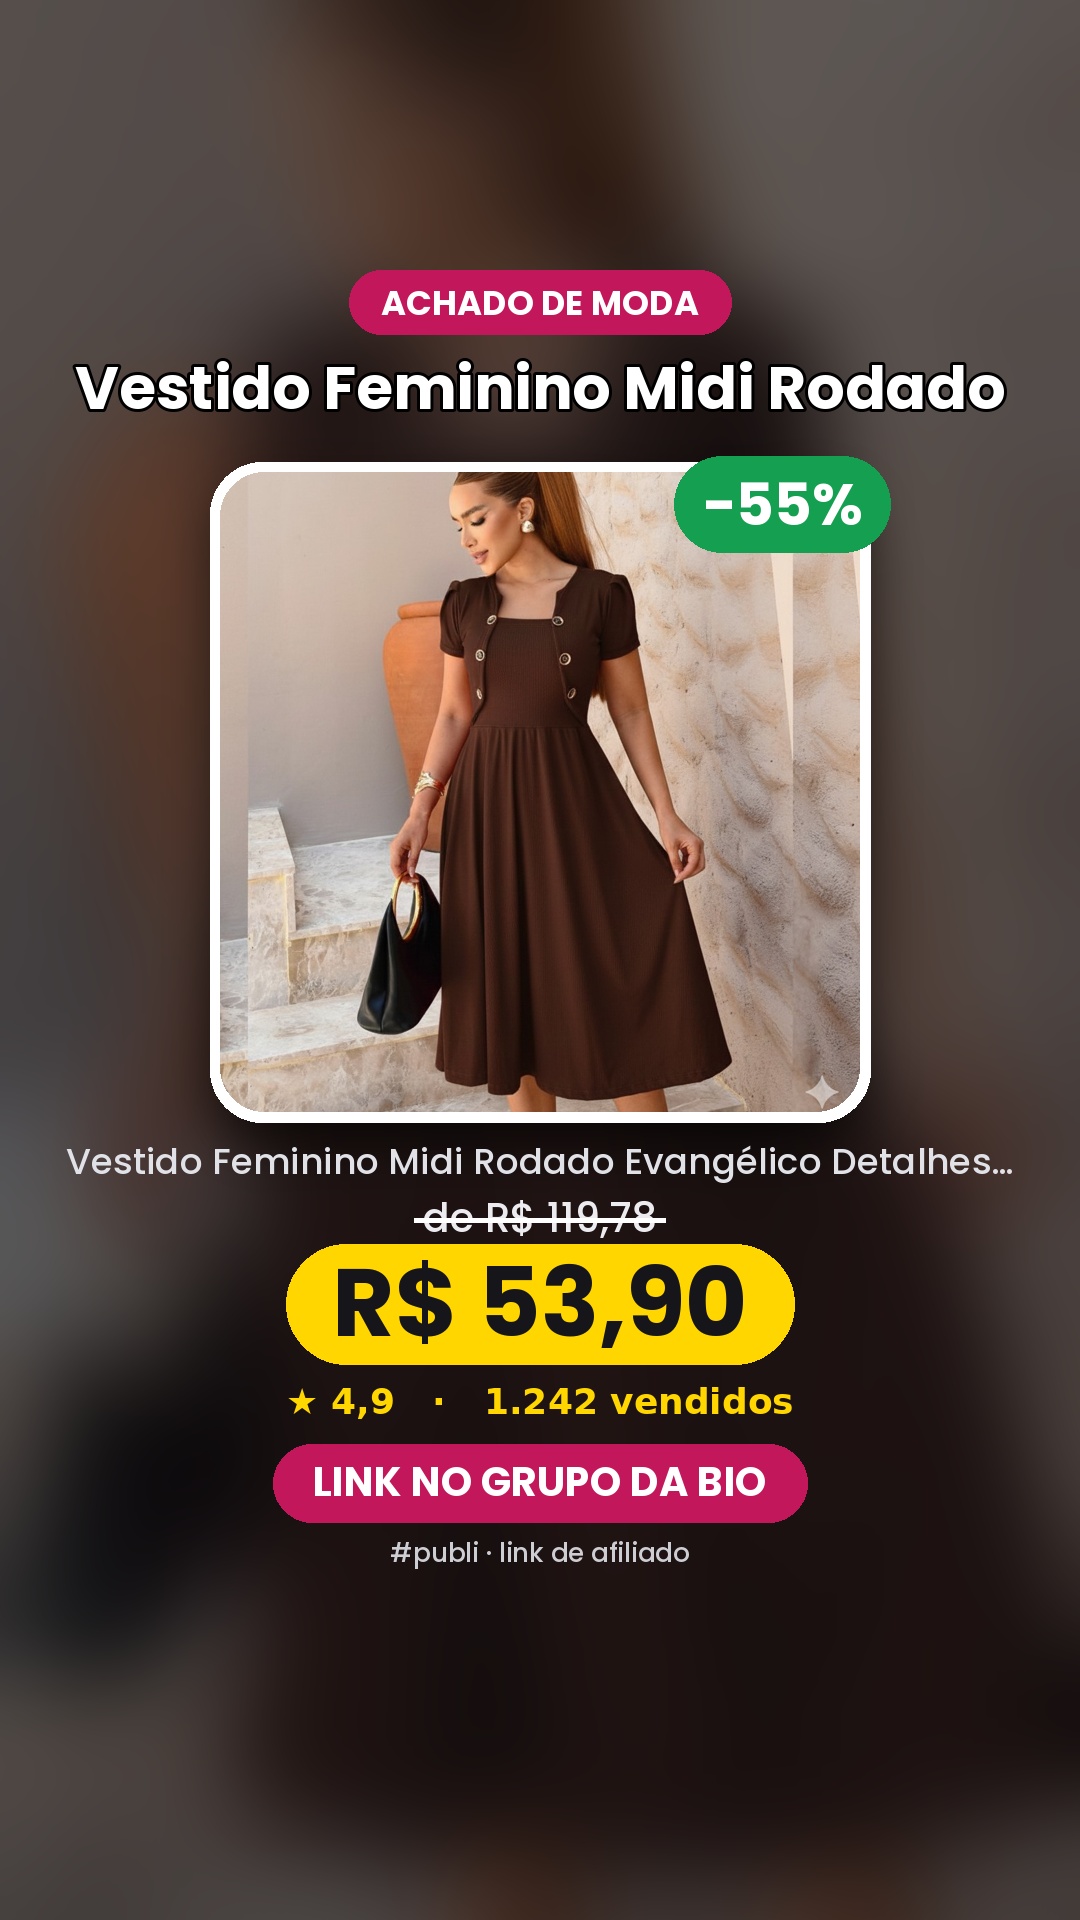 ACHADO DE MODA
Vestido Feminino Midi Rodado
-55%
Vestido Feminino Midi Rodado Evangélico Detalhes...
de R$ 119,78
R$ 53,90
★ 4,9 · 1.242 vendidos
LINK NO GRUPO DA BIO
#publi · link de afiliado